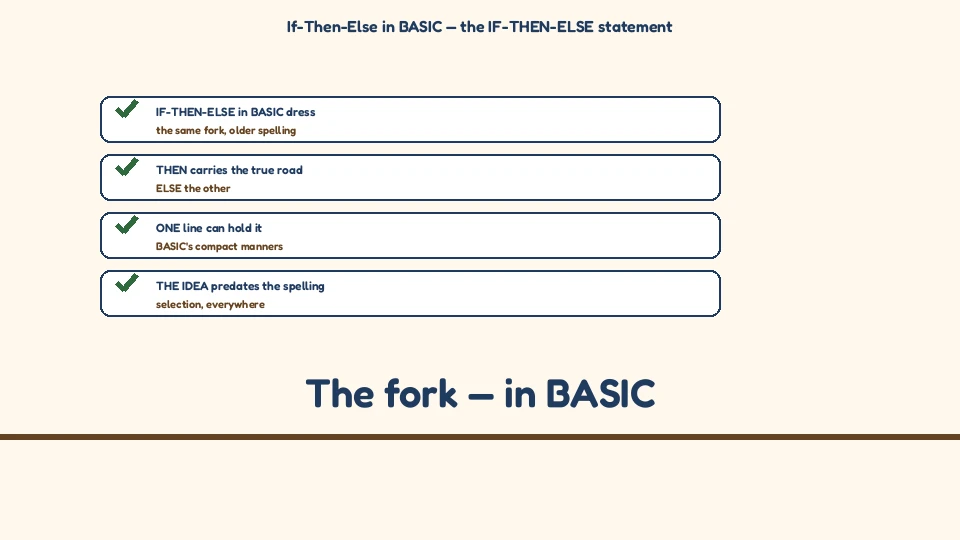 If-Then-Else in BASIC — the IF-THEN-ELSE statement
IF-THEN-ELSE in BASIC dress
the same fork, older spelling
THEN carries the true road
ELSE the other
ONE line can hold it
BASIC's compact manners
THE IDEA predates the spelling
selection, everywhere
The fork — in BASIC